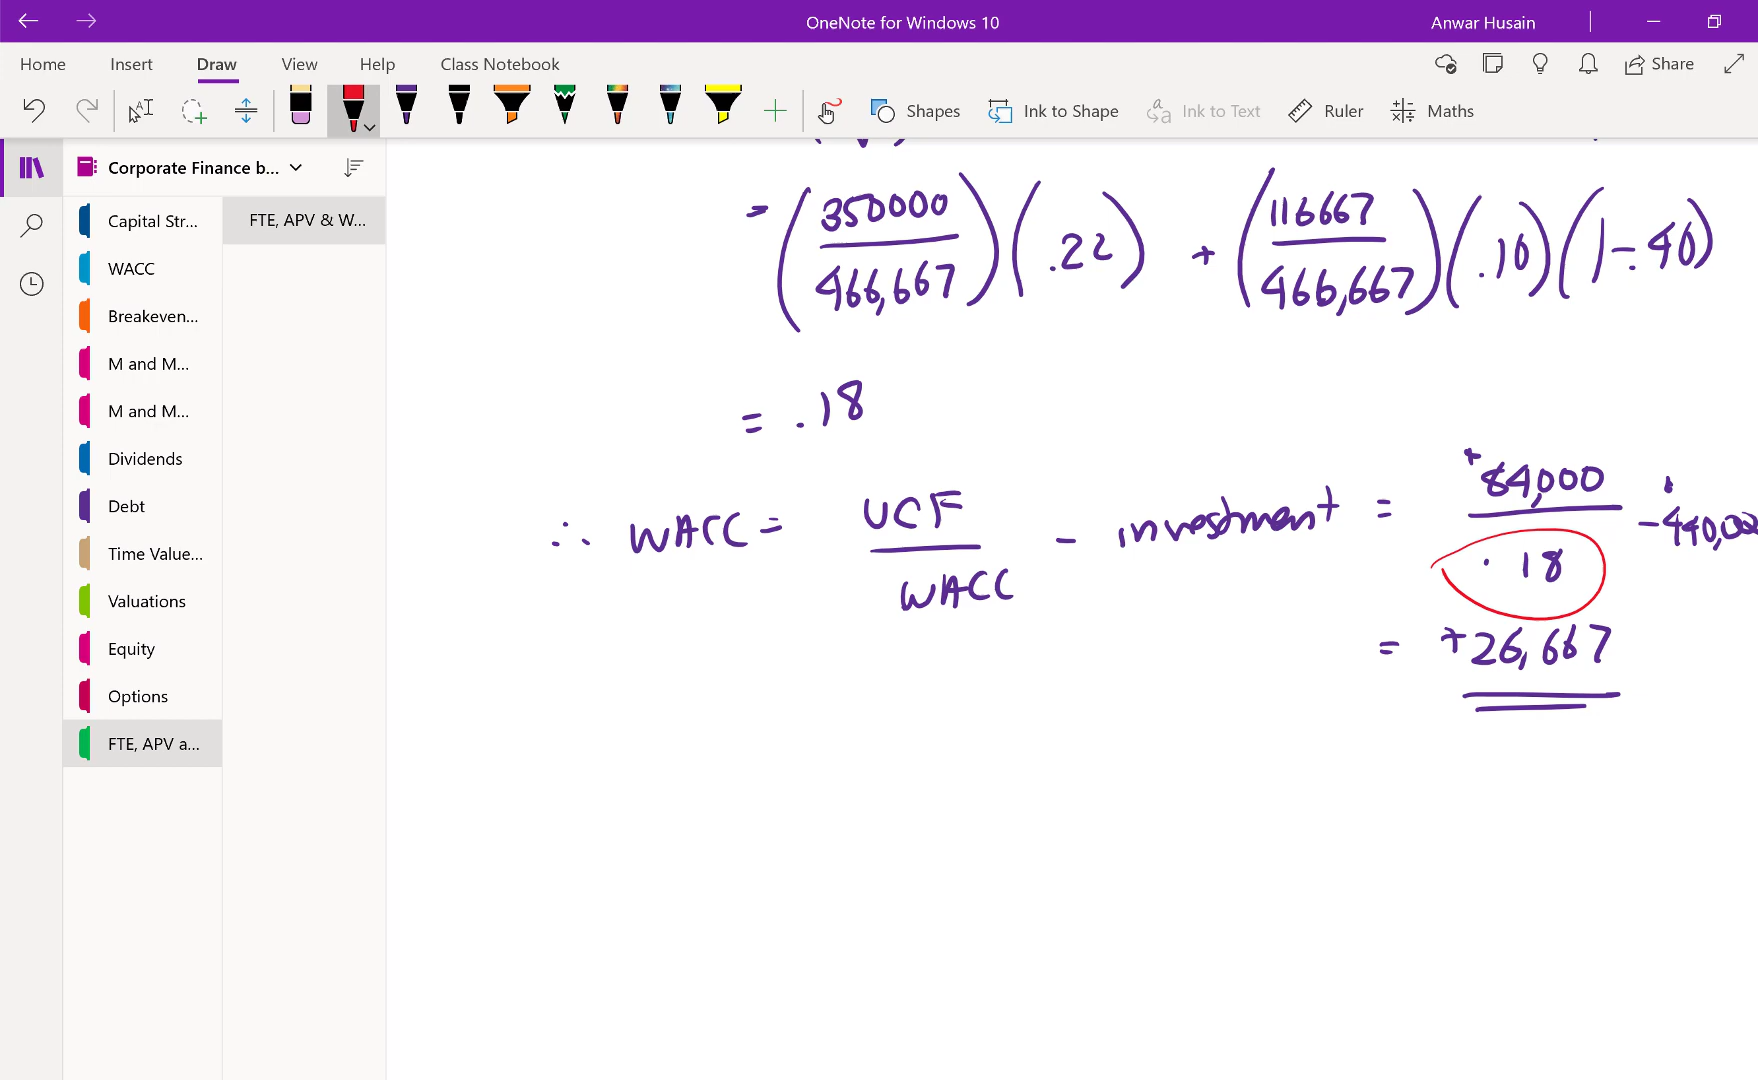 OneNote for Windows 10
Anwar Husain
Home Insert Draw View Help Class Notebook
Share
Shapes Ink to Shape Ink to Text Ruler Maths
Corporate Finance b...
Capital Str...
WACC
Breakeven...
M and M...
M and M...
Dividends
Debt
Time Value...
Valuations
Equity
Options
FTE, APV a...
FTE, APV & W...
= (350000 / 466,667) (.22) + (116667 / 466,667) (.10) (1-.40)
= .18
∴ WACC = UCF / WACC - investment = +84,000 / .18 - 440,000
= +26,667